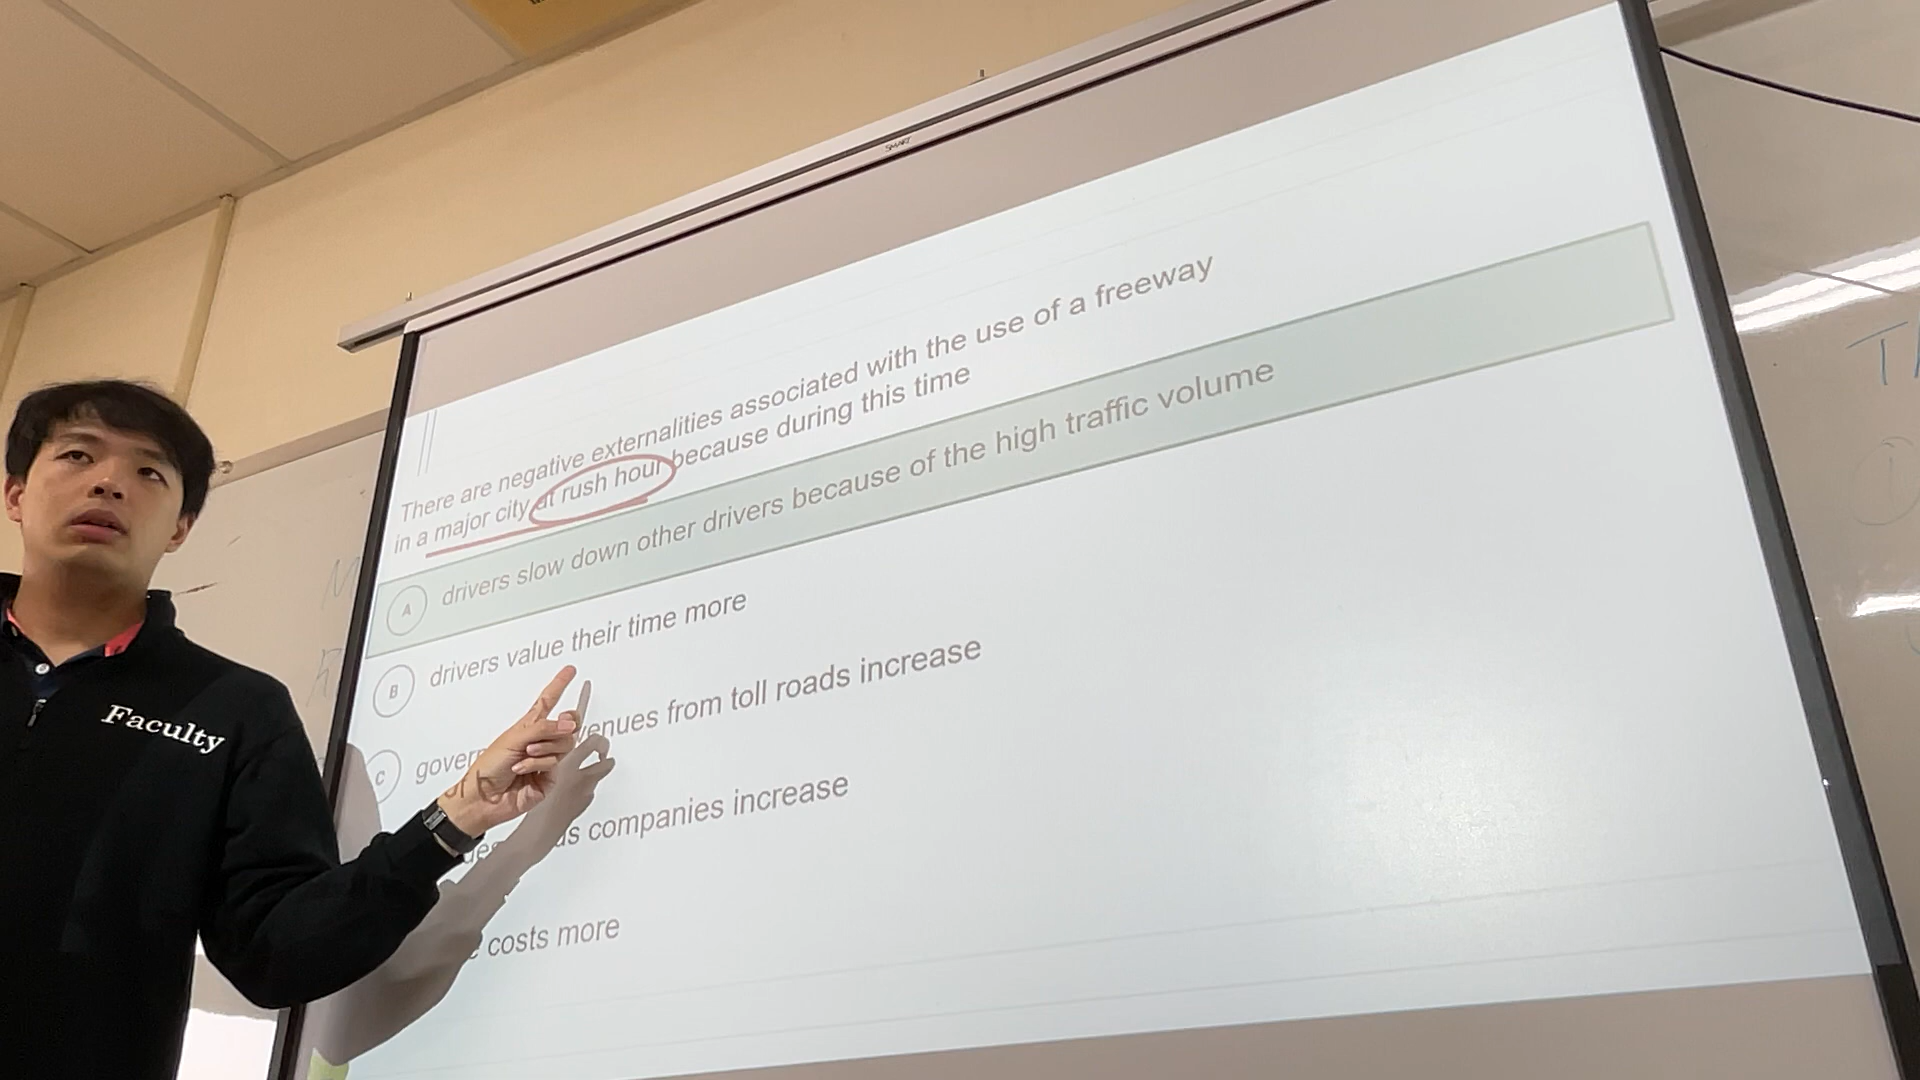 SMART
There are negative externalities associated with the use of a freeway
in a major city at rush hour because during this time
A drivers slow down other drivers because of the high traffic volume
B drivers value their time more
C venues from toll roads increase
companies increase
costs more
Faculty